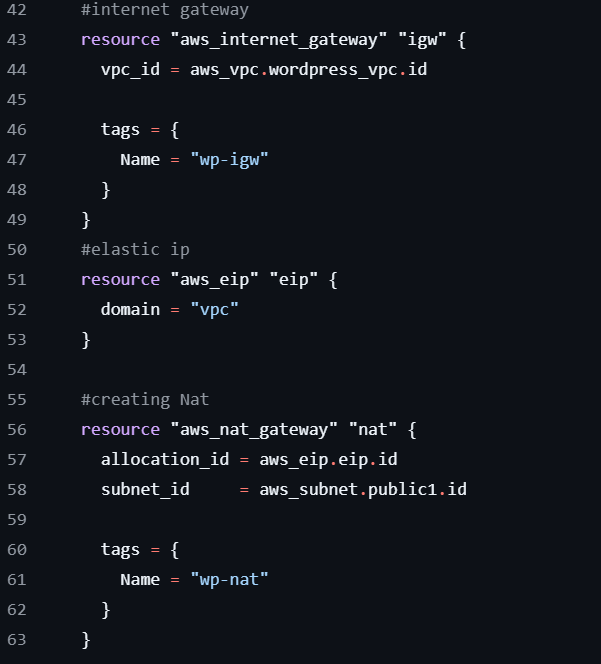 42 #internet gateway
43 resource "aws_internet_gateway" "igw" {
44 vpc_id = aws_vpc.wordpress_vpc.id
45
46 tags = {
47 Name = "wp-igw"
48 }
49 }
50 #elastic ip
51 resource "aws_eip" "eip" {
52 domain = "vpc"
53 }
54
55 #creating Nat
56 resource "aws_nat_gateway" "nat" {
57 allocation_id = aws_eip.eip.id
58 subnet_id     = aws_subnet.public1.id
59
60 tags = {
61 Name = "wp-nat"
62 }
63 }